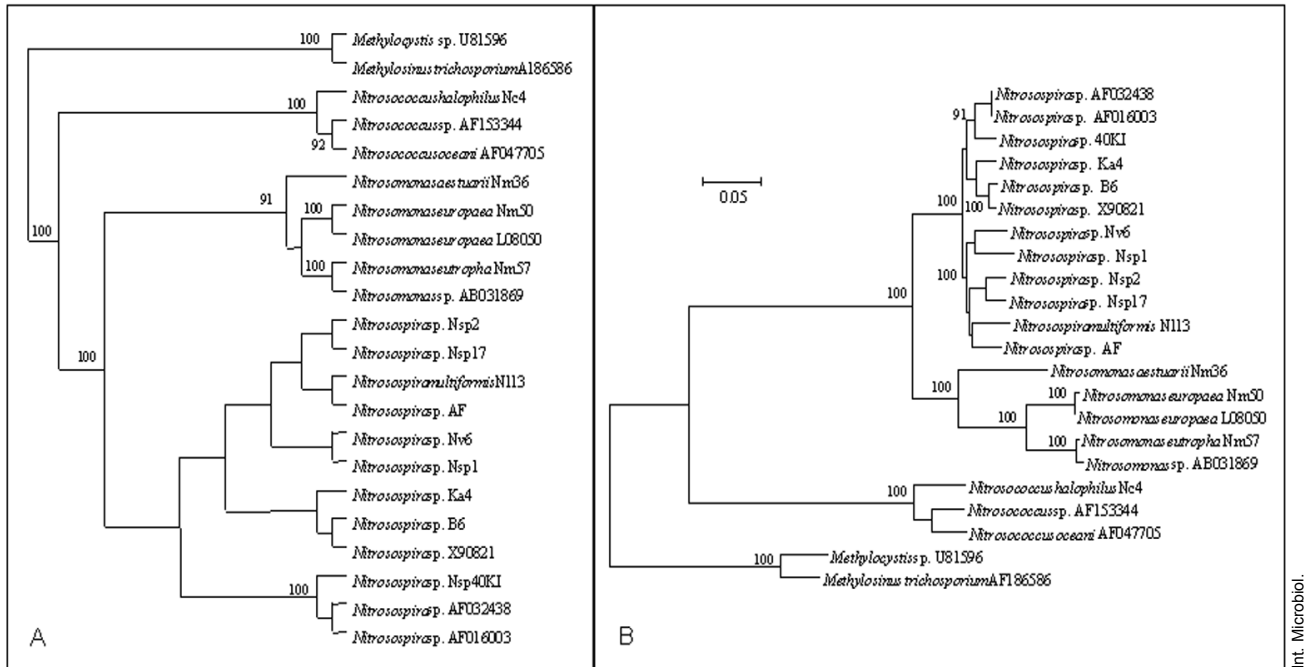 100
Methylocystis sp. U81596
Methylosinus trichosporium A186586
100
Nitrosococcus halophilus Nc4
Nitrosococcus sp. AF153344
92
Nitrosococcus oceani AF047705
91
Nitrosomonas aestuarii Nm36
100
Nitrosomonas europaea Nm50
Nitrosomonas europaea L08050
100
100
Nitrosomonas eutropha Nm57
Nitrosomonas sp. AB031869
Nitrosospira sp. Nsp2
100
Nitrosospira sp. Nsp17
Nitrosospira multiformis N113
Nitrosospira sp. AF
Nitrosospira sp. Nv6
Nitrosospira sp. Nsp1
Nitrosospira sp. Ka4
Nitrosospira sp. B6
Nitrosospira sp. X90821
100
Nitrosospira sp. Nsp40KI
Nitrosospira sp. AF032438
Nitrosospira sp. AF016003
A
Nitrosospira sp. AF032438
91
Nitrosospira sp. AF016003
Nitrosospira sp. 40KI
Nitrosospira sp. Ka4
0.05
Nitrosospira sp. B6
100
100
Nitrosospira sp. X90821
Nitrosospira sp. Nv6
Nitrosospira sp. Nsp1
100
Nitrosospira sp. Nsp2
100
Nitrosospira sp. Nsp17
Nitrosospira multiformis N113
Nitrosospira sp. AF
Nitrosomonas aestuarii Nm36
100
100
Nitrosomonas europaea Nm50
100
Nitrosomonas europaea L08050
100
Nitrosomonas eutropha Nm57
Nitrosomonas sp. AB031869
100
Nitrosococcus halophilus Nc4
Nitrosococcus sp. AF153344
Nitrosococcus oceani AF047705
100
Methylocystis sp. U81596
Methylosinus trichosporium AF186586
B
Int. Microbiol.